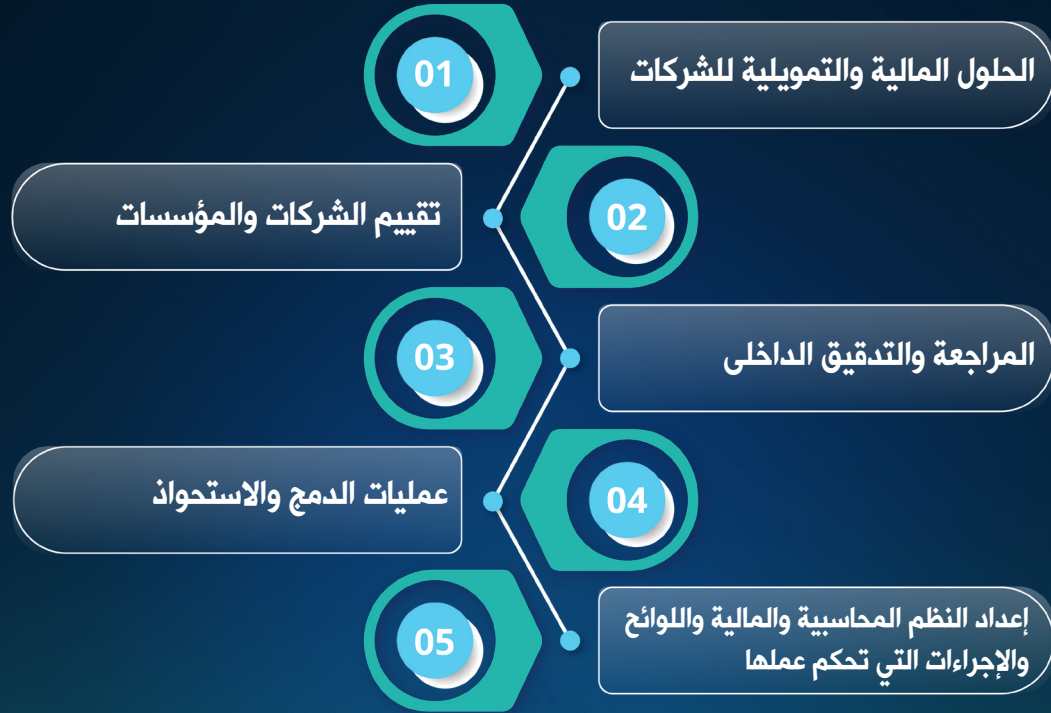 01
الحلول المالية والتمويلية للشركات
02
تقييم الشركات والمؤسسات
03
المراجعة والتدقيق الداخلى
04
عمليات الدمج والاستحواذ
05
إعداد النظم المحاسبية والمالية واللوائح
والإجراءات التي تحكم عملها